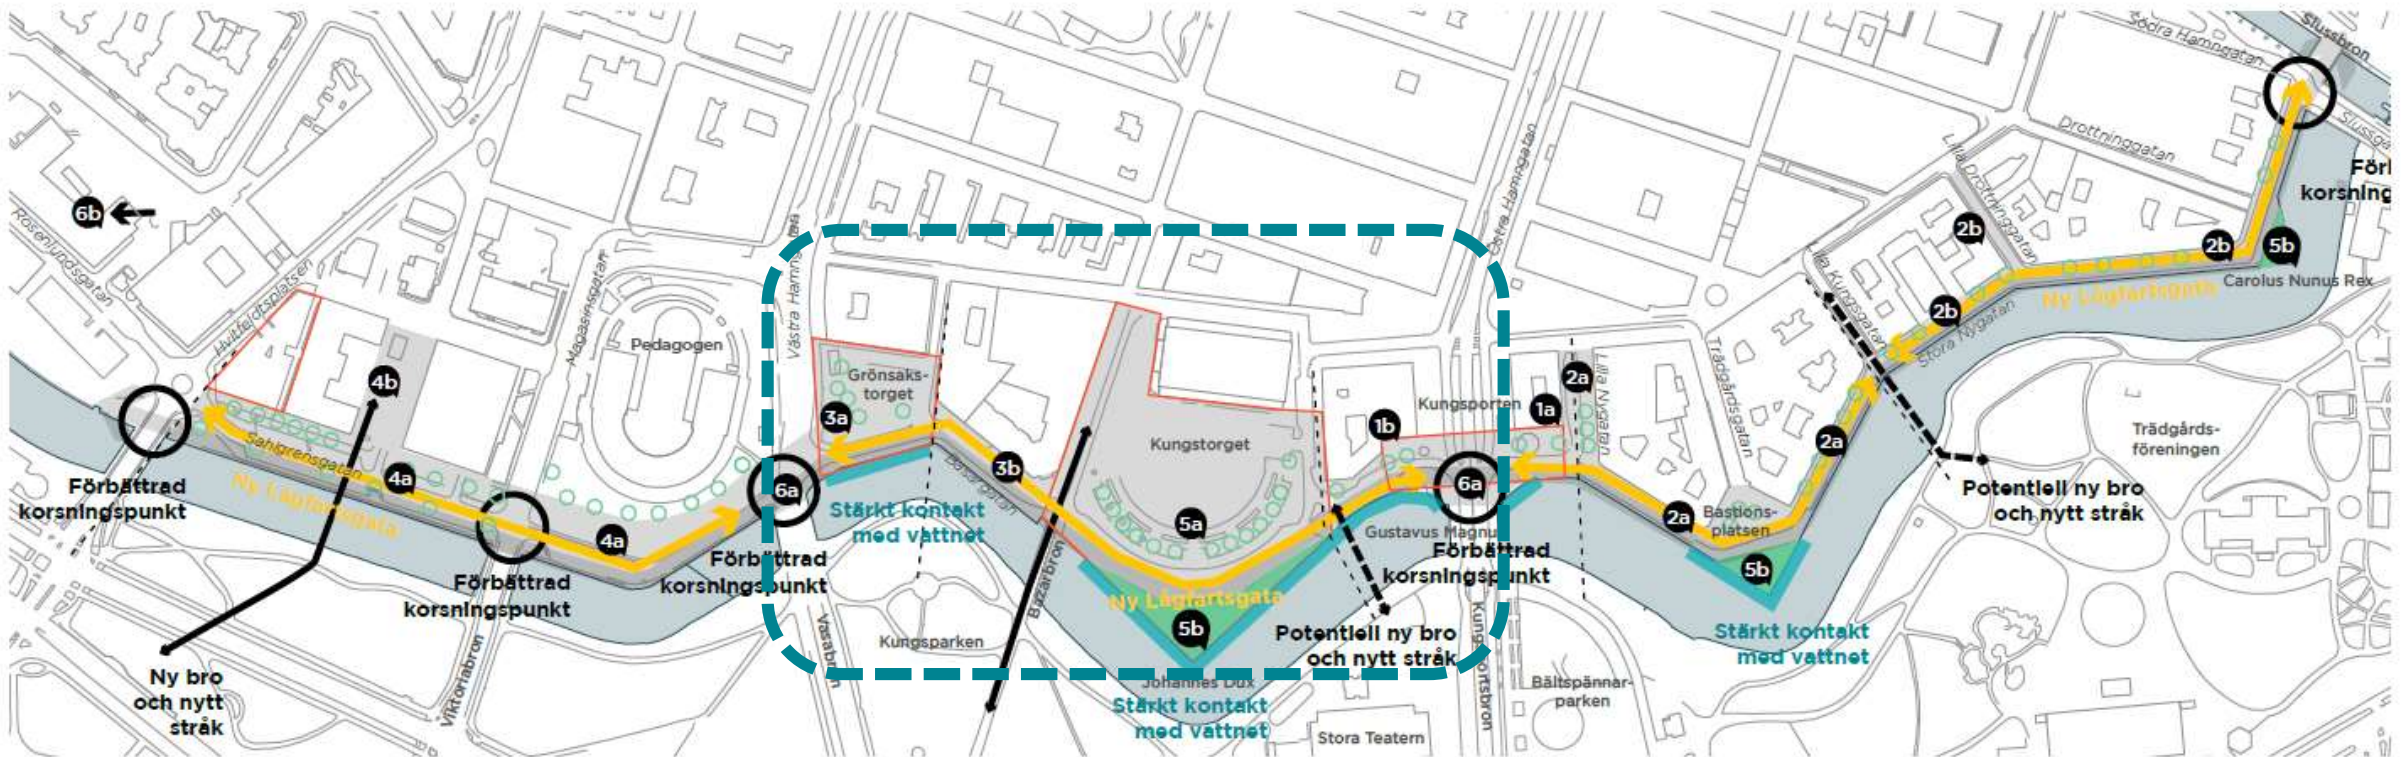 Södra Hamngatan
Slussbron
Drottninggatan
Lilla Drottninggatan
Förl
korsning
6b
Rosenlundsgatan
Hvitfeldtsplatsen
Magasinsgatan
Västra Hamngatan
Östra Hamngatan
Lilla Kungsgatan
2b
2b
2b
5b
Carolus Nunus Rex
Ny Lågfartsgata
Stora Nygatan
Pedagogen
4b
Grönsaks-
torget
3a
Kungsporten
1b
1a
2a
Lilla Nygatan
Trädgårdsgatan
Trädgårds-
föreningen
Kungstorget
Sahlgrensgatan
4a
Ny Lågfartsgata
Förbättrad
korsningspunkt
4a
6a
3b
Basargatan
Stärkt kontakt
med vattnet
5a
6a
Gustavus Magnu
Förbättrad
korsningspunkt
2a
2a
Bastions-
platsen
5b
Potentiell ny bro
och nytt stråk
Förbättrad
korsningspunkt
Förbättrad
korsningspunkt
Bazarbron
Ny Lågfartsgata
5b
Potentiell ny bro
och nytt stråk
Stärkt kontakt
med vattnet
Kungsparken
Vasabron
Viktoriabron
Ny bro
och nytt
stråk
Johannes Dux
Stärkt kontakt
med vattnet
Kungsportsbron
Bältspännar-
parken
Stora Teatern